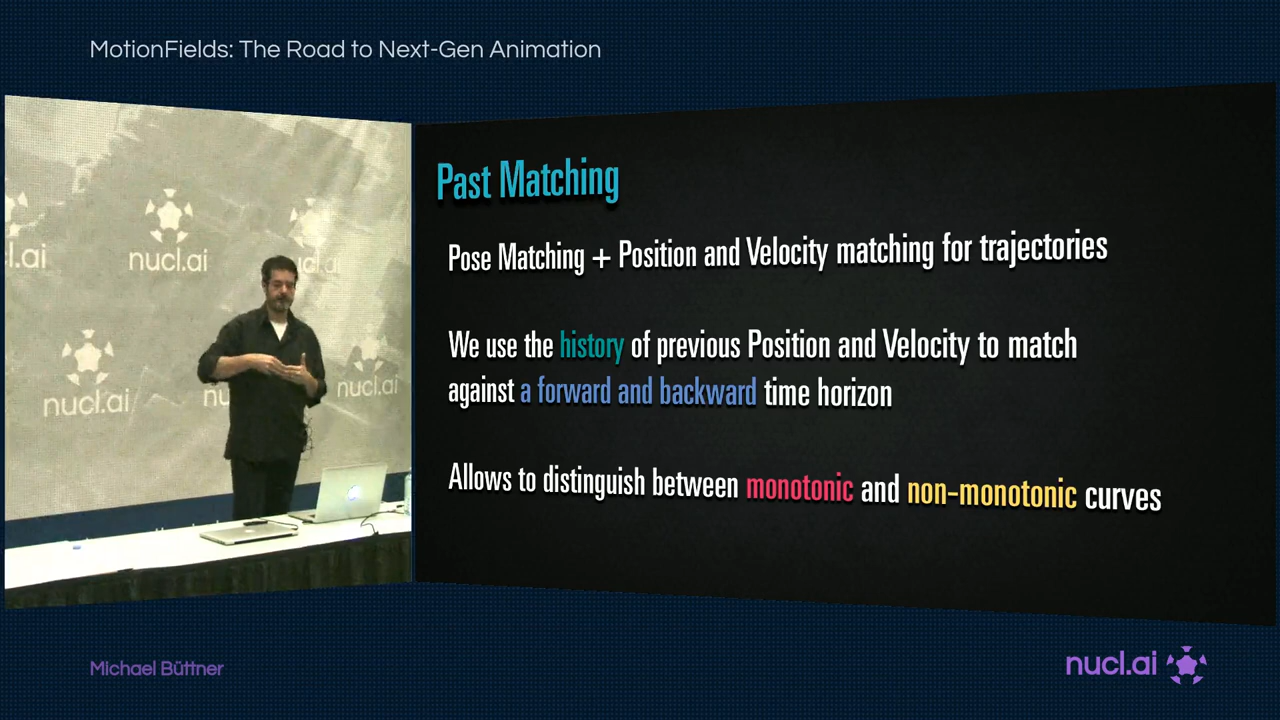 MotionFields: The Road to Next-Gen Animation
nucl.ai
l.ai
nucl.ai
nucl.ai
nu
nucl.ai
Past Matching
Pose Matching + Position and Velocity matching for trajectories
We use the history of previous Position and Velocity to match
against a forward and backward time horizon
Allows to distinguish between monotonic and non-monotonic curves
Michael Büttner
nucl.ai